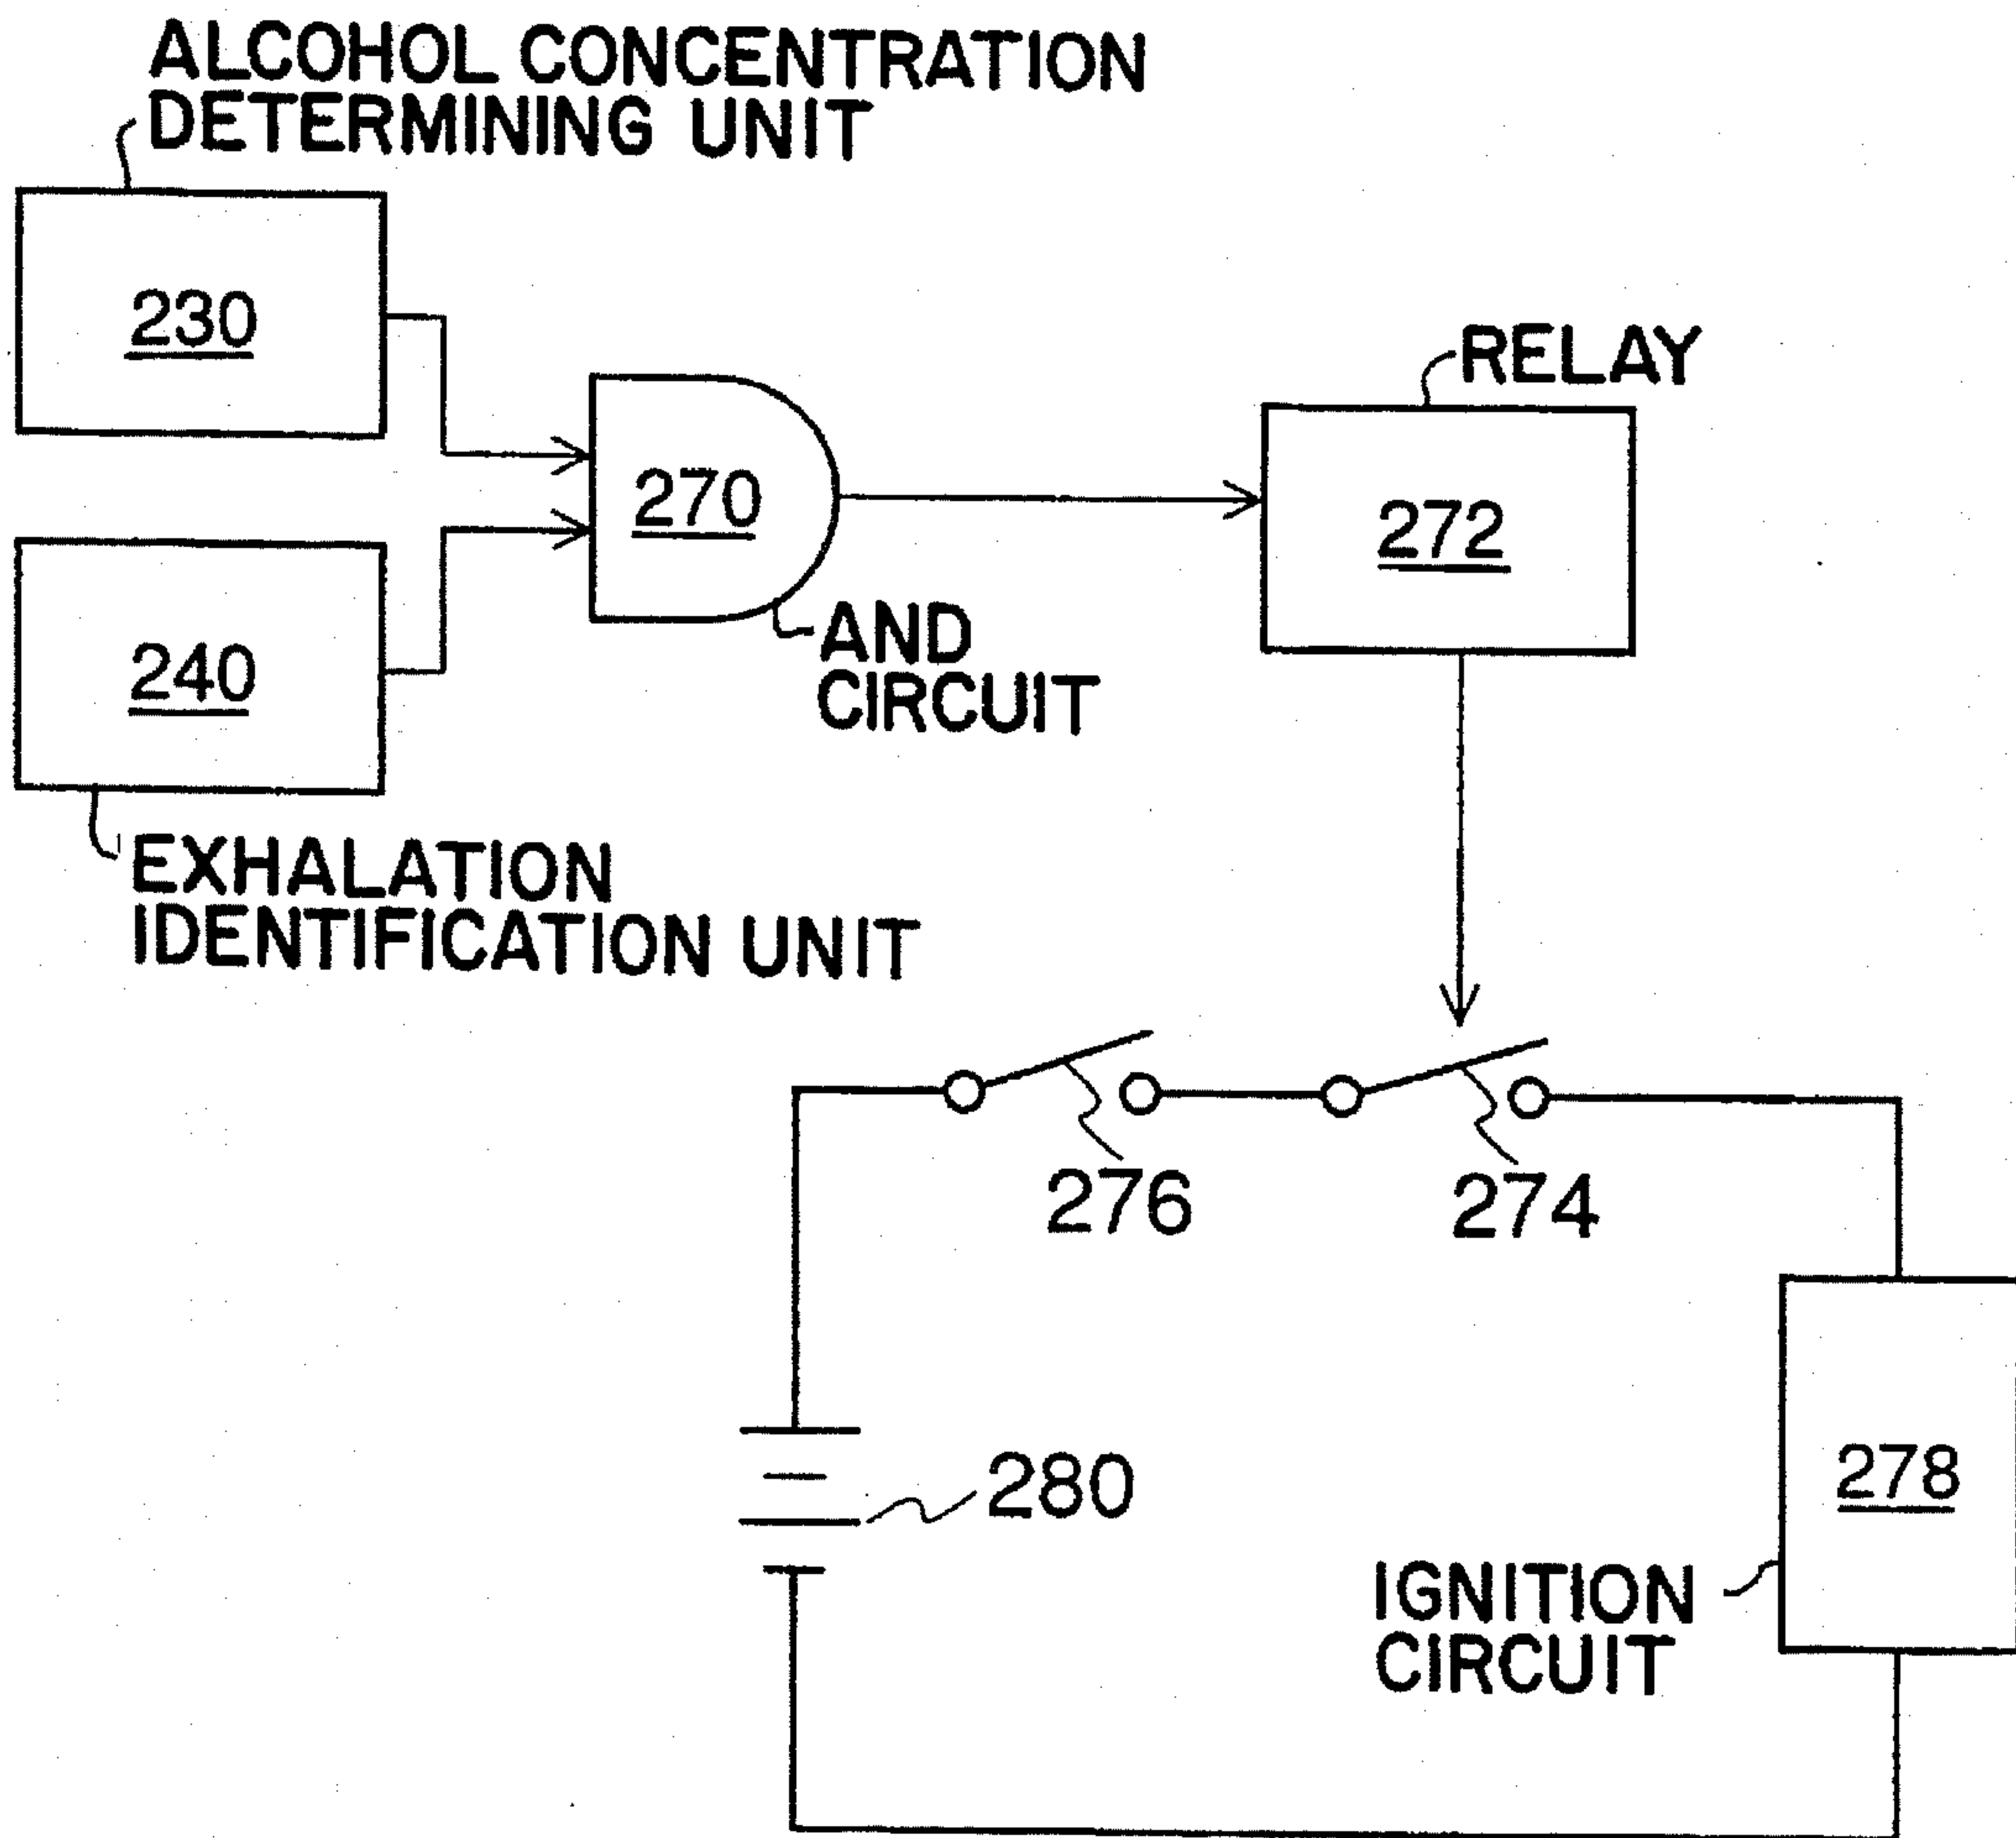 ALCOHOL CONCENTRATION
DETERMINING UNIT
230
RELAY
270
272
AND
CIRCUIT
240
EXHALATION
IDENTIFICATION UNIT
276
274
280
278
IGNITION
CIRCUIT